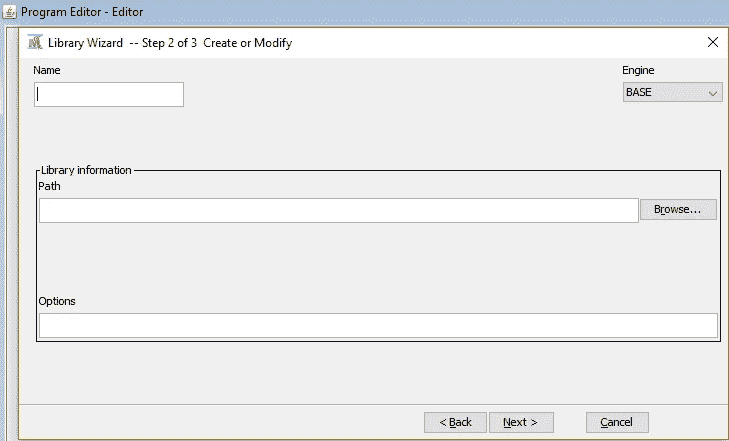 Program Editor - Editor
Library Wizard -- Step 2 of 3 Create or Modify
Name
Engine
BASE
Library information
Path
Browse...
Options
< Back
Next >
Cancel